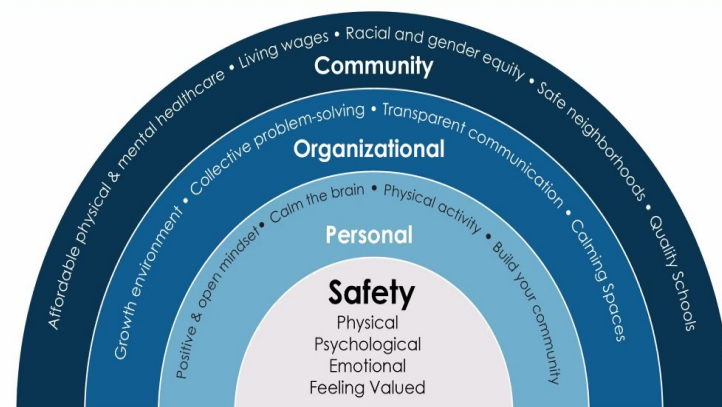 Affordable physical & mental healthcare • Living wages • Racial and gender equity • Safe neighborhoods • Quality Schools
Community
Growth environment • Collective problem-solving • Transparent communication • Calming Spaces
Organizational
Positive & open mindset • Calm the brain • Physical activity • Build your community
Personal
Safety
Physical
Psychological
Emotional
Feeling Valued